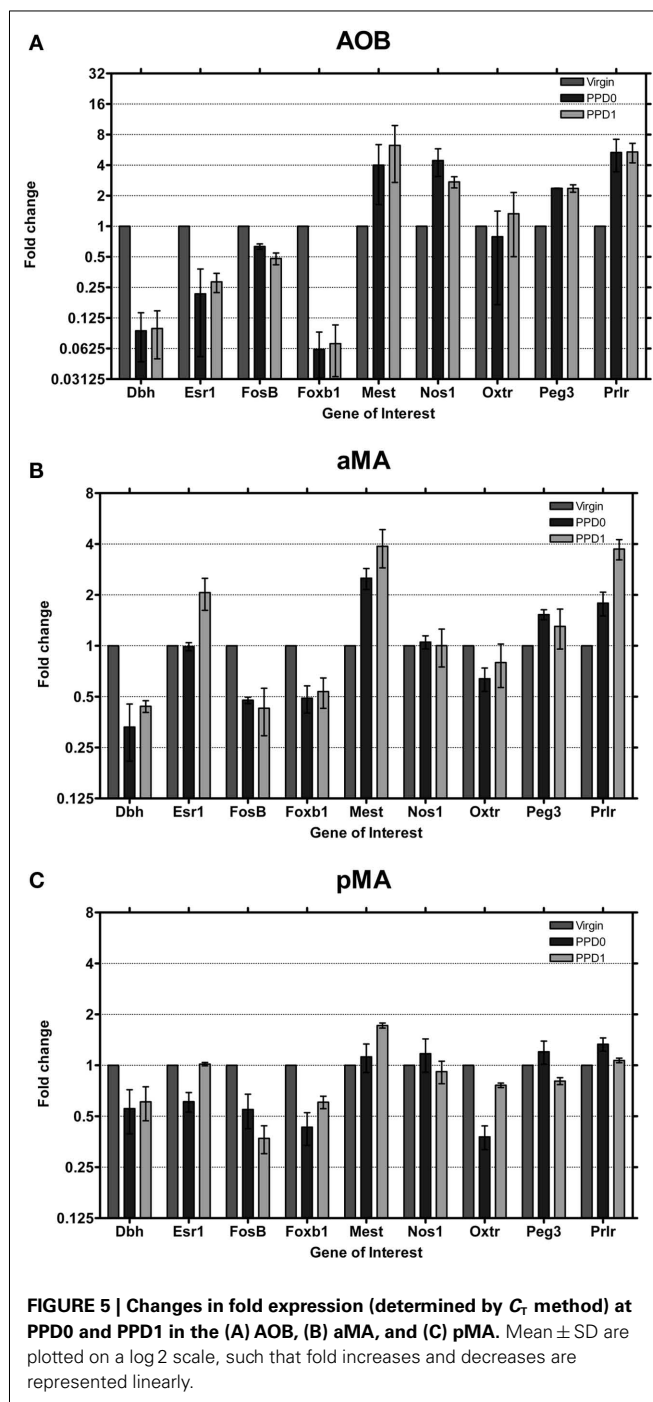 A
AOB
32
16
8
4
2
1
0.5
0.25
0.125
0.0625
0.03125
Fold change
Virgin
PPD0
PPD1
Dbh Esr1 FosB Foxb1 Mest Nos1 Oxtr Peg3 Prlr
Gene of Interest
B
aMA
8
4
2
1
0.5
0.25
0.125
Fold change
Virgin
PPD0
PPD1
Dbh Esr1 FosB Foxb1 Mest Nos1 Oxtr Peg3 Prlr
Gene of Interest
C
pMA
8
4
2
1
0.5
0.25
0.125
Fold change
Virgin
PPD0
PPD1
Dbh Esr1 FosB Foxb1 Mest Nos1 Oxtr Peg3 Prlr
Gene of Interest
FIGURE 5 | Changes in fold expression (determined by CT method) at
PPD0 and PPD1 in the (A) AOB, (B) aMA, and (C) pMA. Mean ± SD are
plotted on a log 2 scale, such that fold increases and decreases are
represented linearly.